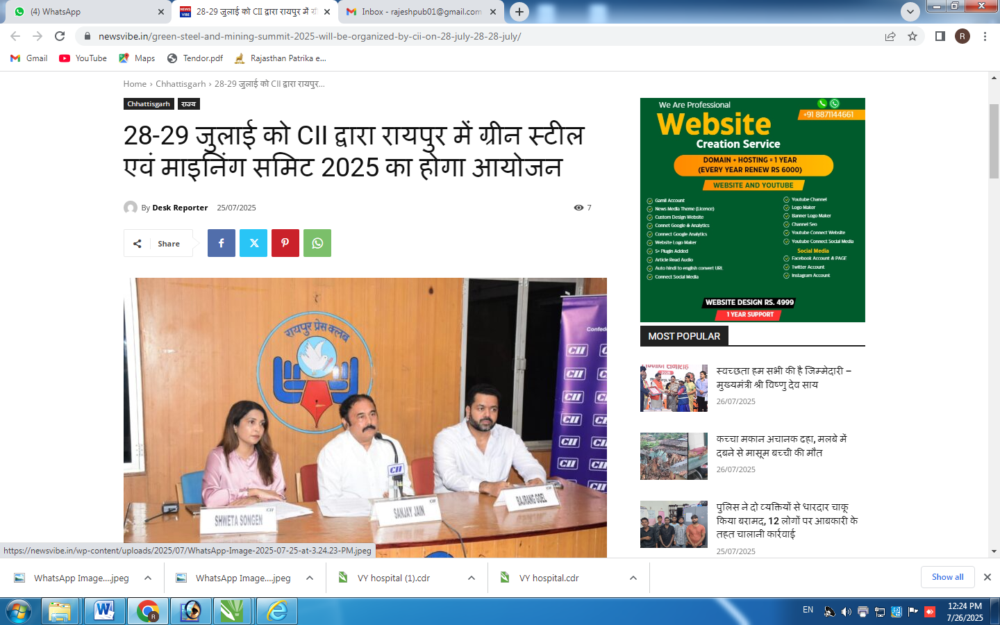 (4) WhatsApp
28-29 जुलाई को CII द्वारा रायपुर में ग्री
Inbox - rajeshpub01@gmail.com
newsvibe.in/green-steel-and-mining-summit-2025-will-be-organized-by-cii-on-28-july-28-28-july/
R
Gmail
YouTube
Maps
Tendor.pdf
Rajasthan Patrika e...
Home › Chhattisgarh › 28-29 जुलाई को CII द्वारा रायपुर...
Chhattisgarh राज्य
28-29 जुलाई को CII द्वारा रायपुर में ग्रीन स्टील
एवं माइनिंग समिट 2025 का होगा आयोजन
By Desk Reporter 25/07/2025
7
Share
रायपुर प्रेस क्लब
Confede
CII
CII
CII
CII
CII
CII
SHWETA SONGEN
SANJAY JAIN
BAJRANG GOEL
We Are Professional
+91 8871144661
Website
Creation Service
DOMAIN + HOSTING = 1 YEAR
(EVERY YEAR RENEW RS 6000)
WEBSITE AND YOUTUBE
Gamil Account
News Media Theme (Licence)
Custom Design Website
Connet Google & Analytics
Connect Google Analytics
Website Logo Maker
5+ Plugin Added
Article Read Audio
Auto hindi to english convert URL
Connect Social Media
Youtube Channel
Logo Maker
Banner Logo Maker
Channel Seo
Youtube Connect Website
Youtube Connect Social Media
Social Media
Facebook Account & PAGE
Twitter Account
Instagram Account
WEBSITE DESIGN RS. 4999
1 YEAR SUPPORT
MOST POPULAR
स्वच्छता हम सभी की है जिम्मेदारी –
मुख्यमंत्री श्री विष्णु देव साय
26/07/2025
कच्चा मकान अचानक ढहा, मलबे में
दबने से मासूम बच्ची की मौत
26/07/2025
पुलिस ने दो व्यक्तियों से धारदार चाकू
किया बरामद, 12 लोगों पर आबकारी के
तहत चालानी कार्रवाई
25/07/2025
https://newsvibe.in/wp-content/uploads/2025/07/WhatsApp-Image-2025-07-25-at-3.24.23-PM.jpeg
WhatsApp Image....jpeg
WhatsApp Image....jpeg
VY hospital (1).cdr
VY hospital.cdr
Show all
EN
12:24 PM
7/26/2025